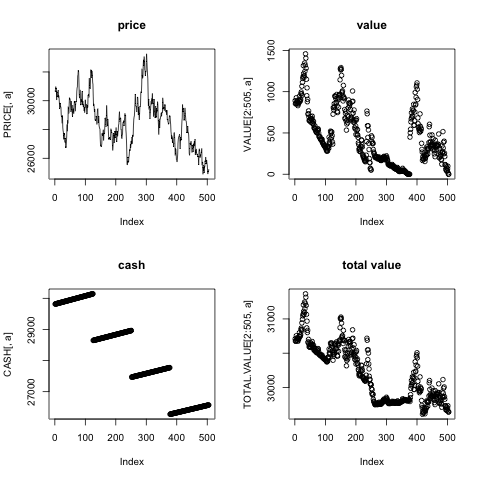 price
PRICE[, a]
26000
30000
0 100 200 300 400 500
Index
value
VALUE[2:505, a]
0 500 1000 1500
0 100 200 300 400 500
Index
cash
CASH[, a]
27000
29000
0 100 200 300 400 500
Index
total value
TOTAL.VALUE[2:505, a]
30000
31000
0 100 200 300 400 500
Index